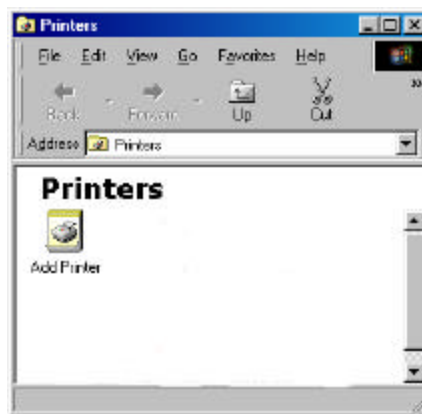 Printers
File Edit View Go Favorites Help
Back Forward Up Cut
»
Address Printers
Printers
Add Printer